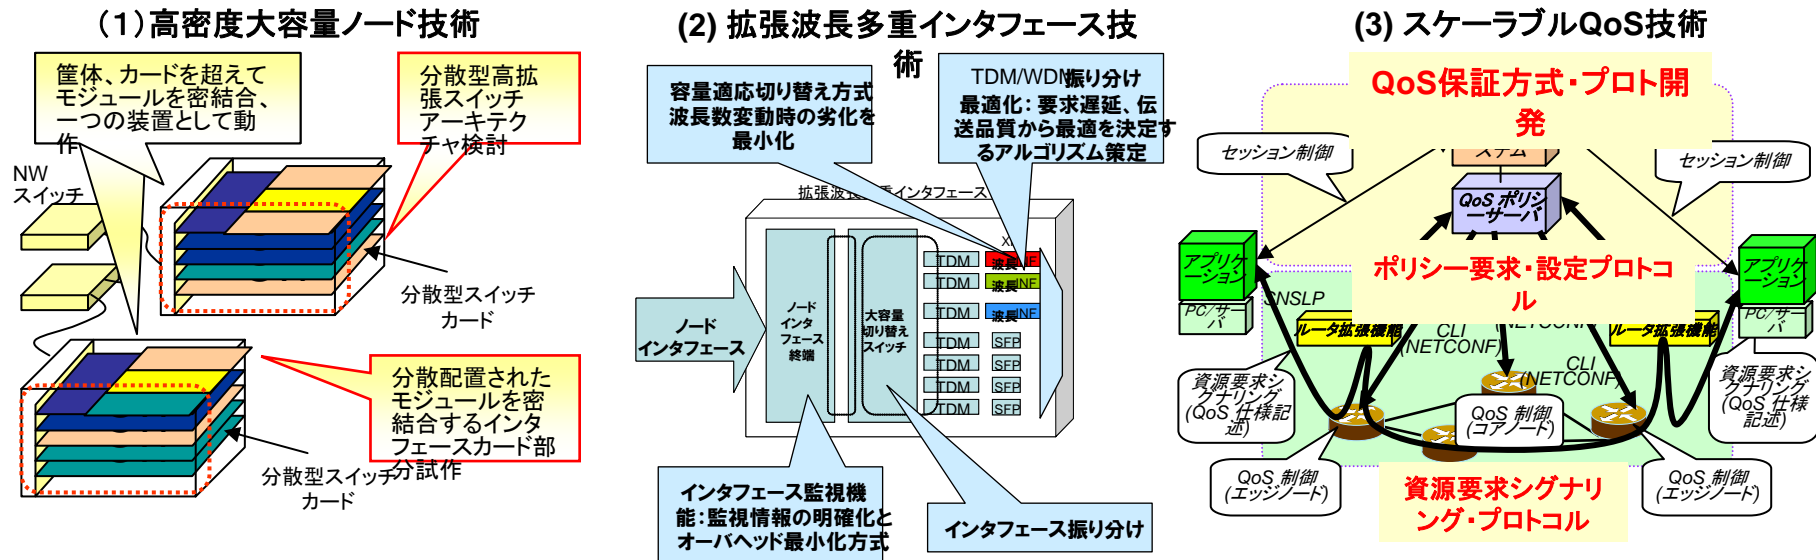 (1)高密度大容量ノード技術
筐体、カードを超えて
モジュールを密結合、
一つの装置として動
作
分散型高拡
張スイッチ
アーキテク
チャ検討
NW
スイッチ
分散型スイッチ
カード
分散配置された
モジュールを密
結合するインタ
フェースカード部
分試作
分散型スイッチ
カード
(2) 拡張波長多重インタフェース技
術
容量適応切り替え方式
波長数変動時の劣化を
最小化
TDM/WDM振り分け
最適化：要求遅延、伝
送品質から最適を決定す
るアルゴリズム策定
拡張波長多重インタフェース
ノード
インタフェース
ノード
インタ
フェース
終端
大容量
切り替え
スイッチ
TDM
波長
TDM
波長
TDM
波長
TDM
SFP
TDM
SFP
TDM
SFP
TDM
SFP
インタフェース監視機
能：監視情報の明確化と
オーバヘッド最小化方式
インタフェース振り分け
(3) スケーラブルQoS技術
QoS保証方式・プロト開
発
セッション制御
ステム
セッション制御
QoS ポリシ
ーサーバ
アプリケ
ーション
PC/サー
バ
ポリシー要求・設定プロトコ
ル
アプリケ
ーション
PC/サー
バ
SNSLP
ルータ拡張機能
CLI
(NETCONF)
(NETCONF)
ルータ拡張機能
CLI
(NETCONF)
資源要求シ
グナリング
(QoS 仕様記
述)
資源要求シ
グナリング
(QoS 仕様
記述)
QoS 制御
(コアノード)
QoS 制御
(エッジノード)
QoS 制御
(エッジノード)
資源要求シグナリ
ング・プロトコル